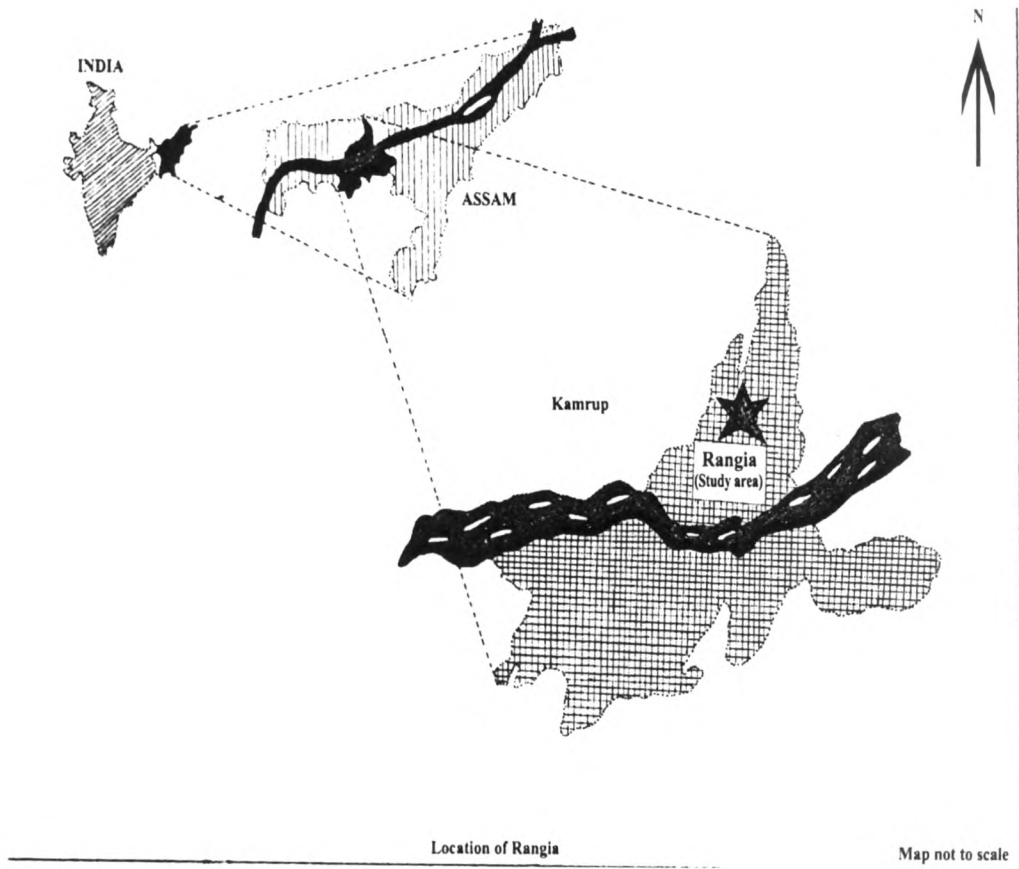 N
INDIA
ASSAM
Kamrup
Rangia
(Study area)
Location of Rangia
Map not to scale